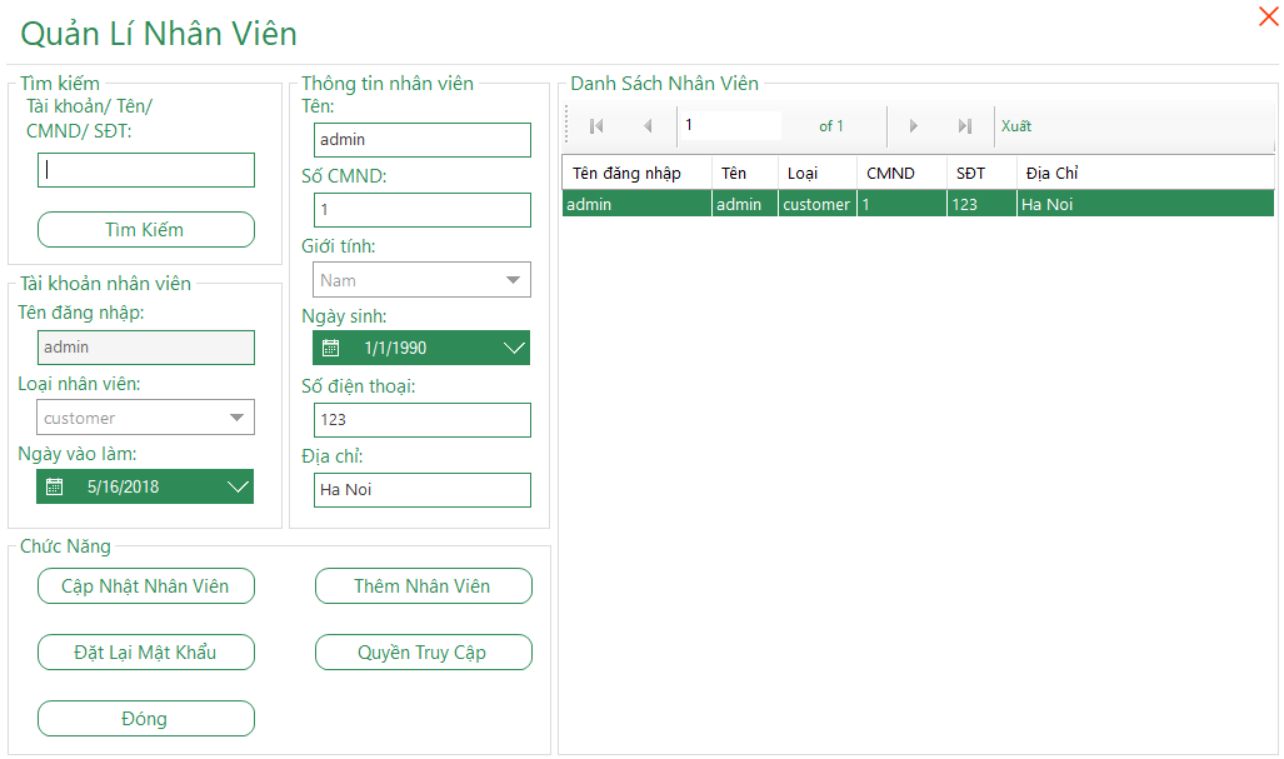 Quản Lí Nhân Viên
Tìm kiếm
Tài khoản/ Tên/
CMND/ SĐT:
Tìm Kiếm
Tài khoản nhân viên
Tên đăng nhập:
admin
Loại nhân viên:
customer
Ngày vào làm:
5/16/2018
Thông tin nhân viên
Tên:
admin
Số CMND:
1
Giới tính:
Nam
Ngày sinh:
1/1/1990
Số điện thoại:
123
Địa chỉ:
Ha Noi
Chức Năng
Cập Nhật Nhân Viên
Thêm Nhân Viên
Đặt Lại Mật Khẩu
Quyền Truy Cập
Đóng
Danh Sách Nhân Viên
1 of 1 Xuất
Tên đăng nhập Tên Loại CMND SĐT Địa Chỉ
admin admin customer 1 123 Ha Noi